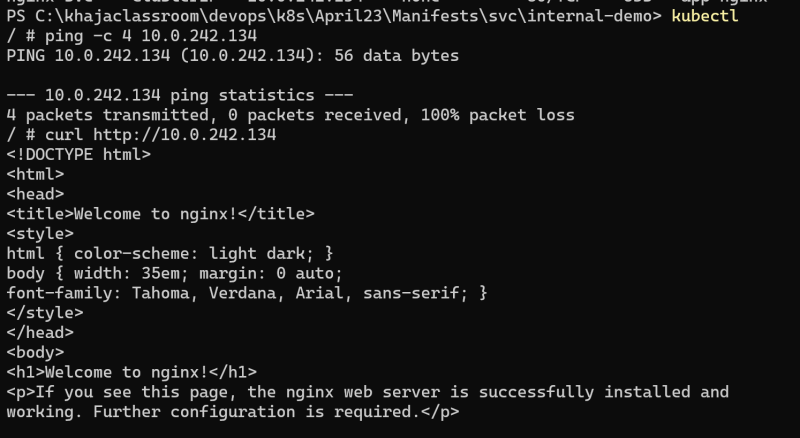 PS C:\khajaclassroom\devops\k8s\April23\Manifests\svc\internal-demo> kubectl
/ # ping -c 4 10.0.242.134
PING 10.0.242.134 (10.0.242.134): 56 data bytes

--- 10.0.242.134 ping statistics ---
4 packets transmitted, 0 packets received, 100% packet loss
/ # curl http://10.0.242.134
<!DOCTYPE html>
<html>
<head>
<title>Welcome to nginx!</title>
<style>
html { color-scheme: light dark; }
body { width: 35em; margin: 0 auto;
font-family: Tahoma, Verdana, Arial, sans-serif; }
</style>
</head>
<body>
<h1>Welcome to nginx!</h1>
<p>If you see this page, the nginx web server is successfully installed and
working. Further configuration is required.</p>